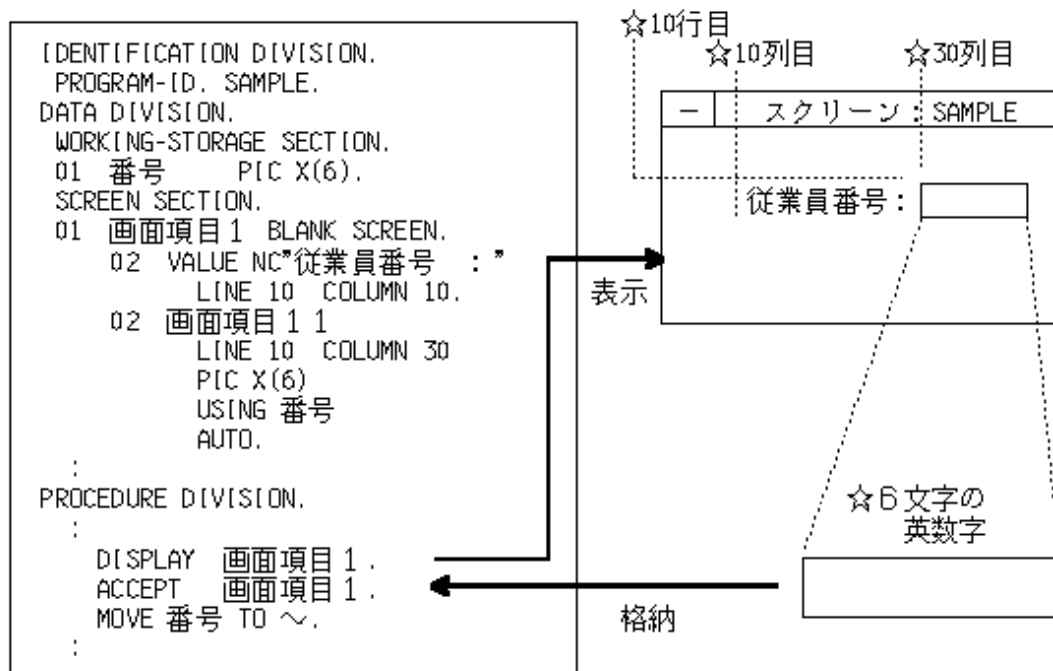 IDENTIFICATION DIVISION.
PROGRAM-ID. SAMPLE.
DATA DIVISION.
WORKING-STORAGE SECTION.
01 番号 PIC X(6).
SCREEN SECTION.
01 画面項目1 BLANK SCREEN.
02 VALUE NC"従業員番号 :"
LINE 10 COLUMN 10.
02 画面項目11
LINE 10 COLUMN 30
PIC X(6)
USING 番号
AUTO.
:
PROCEDURE DIVISION.
:
DISPLAY 画面項目1.
ACCEPT 画面項目1.
MOVE 番号 TO ~.
:
表示
格納
☆10行目
☆10列目 ☆30列目
- スクリーン:SAMPLE
従業員番号:
☆6文字の
英数字